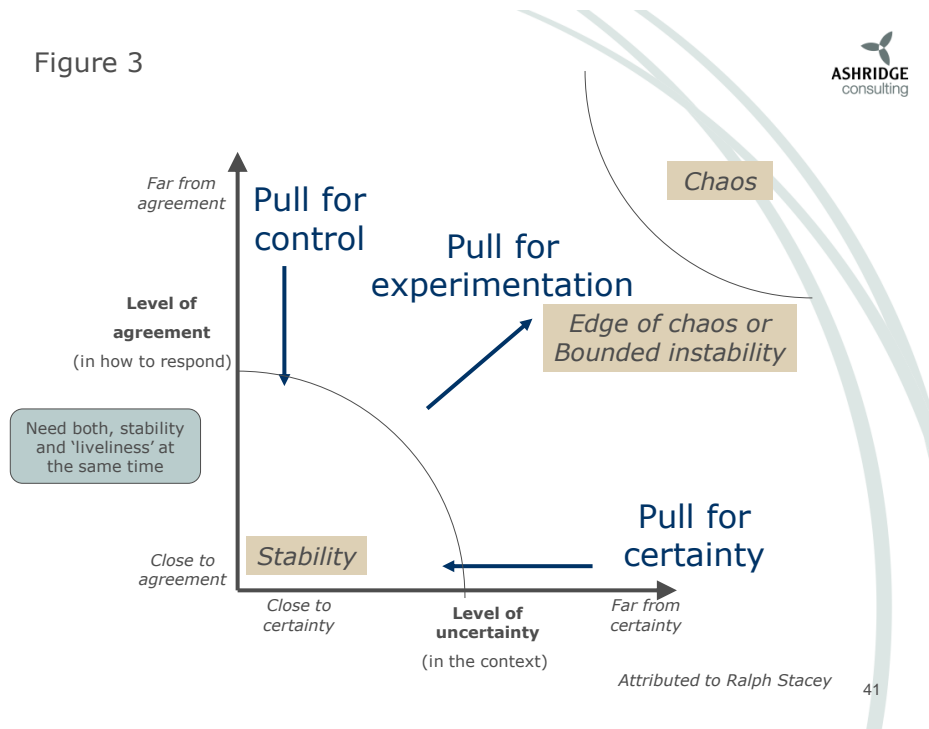 Figure 3
ASHRIDGE
consulting
Far from
agreement
Pull for
control
Chaos
Pull for
experimentation
Level of
agreement
(in how to respond)
Edge of chaos or
Bounded instability
Need both, stability
and ‘liveliness’ at
the same time
Pull for
certainty
Close to
agreement
Stability
Close to
certainty
Level of
uncertainty
(in the context)
Far from
certainty
Attributed to Ralph Stacey
41